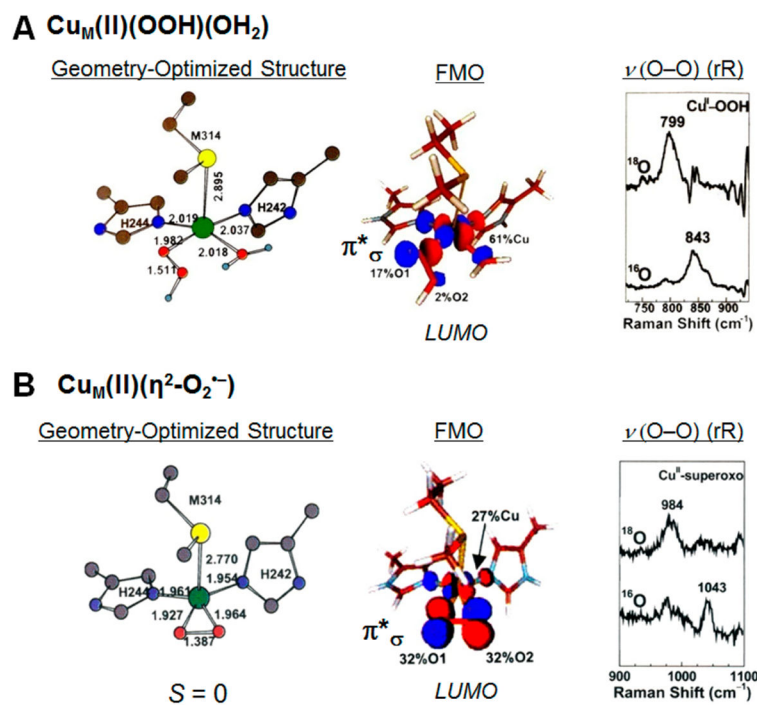 A Cu_M(II)(OOH)(OH₂)
Geometry-Optimized Structure
FMO
ν(O–O) (rR)
M314
2.895
H244
2.019
H242
2.037
1.982
2.018
1.511
π*σ
17%O1
61%Cu
2%O2
LUMO
Cuᴵᴵ-OOH
799
¹⁸O
843
¹⁶O
750 800 850 900
Raman Shift (cm⁻¹)
B Cu_M(II)(η²-O₂•−)
Geometry-Optimized Structure
FMO
ν(O–O) (rR)
M314
2.770
H244
1.961
1.954
H242
1.927
1.964
1.387
S = 0
27%Cu
π*σ
32%O1
32%O2
LUMO
Cuᴵᴵ-superoxo
984
¹⁸O
1043
¹⁶O
900 1000 1100
Raman Shift (cm⁻¹)